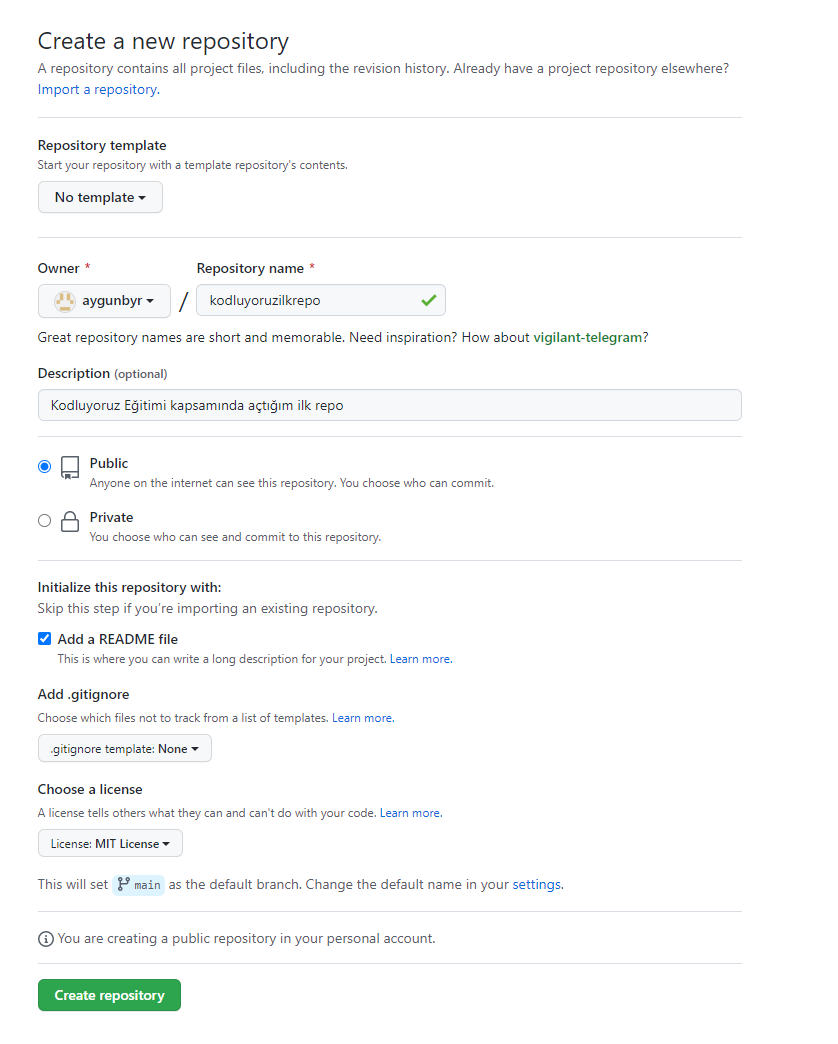 Create a new repository
A repository contains all project files, including the revision history. Already have a project repository elsewhere?
Import a repository.
Repository template
Start your repository with a template repository's contents.
No template
Owner *
Repository name *
aygunbyr / kodluyoruzilkrepo
Great repository names are short and memorable. Need inspiration? How about vigilant-telegram?
Description (optional)
Kodluyoruz Eğitimi kapsamında açtığım ilk repo
Public
Anyone on the internet can see this repository. You choose who can commit.
Private
You choose who can see and commit to this repository.
Initialize this repository with:
Skip this step if you're importing an existing repository.
Add a README file
This is where you can write a long description for your project. Learn more.
Add .gitignore
Choose which files not to track from a list of templates. Learn more.
.gitignore template: None
Choose a license
A license tells others what they can and can't do with your code. Learn more.
License: MIT License
This will set main as the default branch. Change the default name in your settings.
You are creating a public repository in your personal account.
Create repository